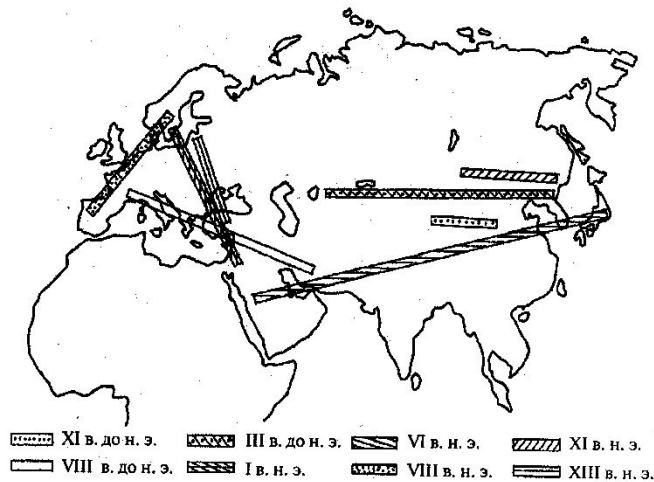 XI в. до н. э. III в. до н. э. VI в. н. э. XI в. н. э.
VIII в. до н. э. I в. н. э. VIII в. н. э. XIII в. н. э.